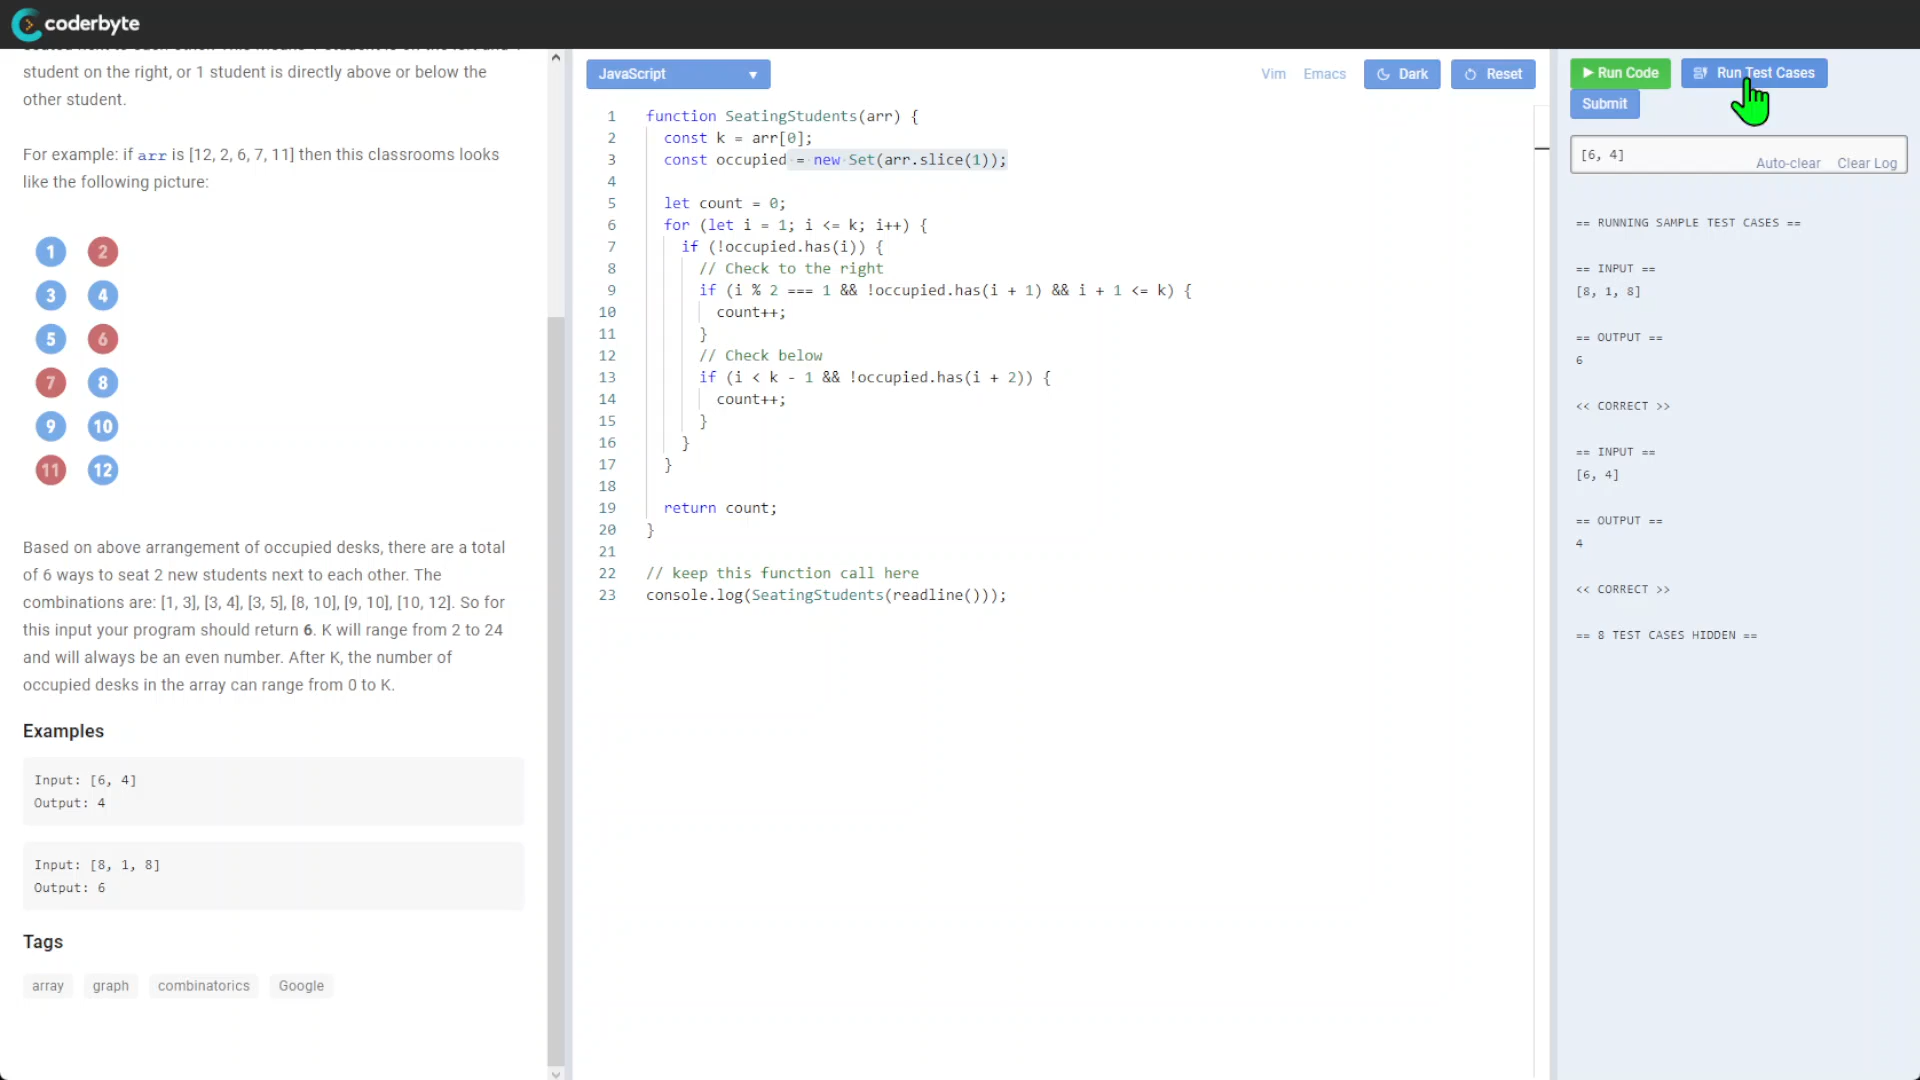 coderbyte
student on the right, or 1 student is directly above or below the
other student.
For example: if arr is [12, 2, 6, 7, 11] then this classrooms looks
like the following picture:
1 2
3 4
5 6
7 8
9 10
11 12
Based on above arrangement of occupied desks, there are a total
of 6 ways to seat 2 new students next to each other. The
combinations are: [1, 3], [3, 4], [3, 5], [8, 10], [9, 10], [10, 12]. So for
this input your program should return 6. K will range from 2 to 24
and will always be an even number. After K, the number of
occupied desks in the array can range from 0 to K.
Examples
Input: [6, 4]
Output: 4
Input: [8, 1, 8]
Output: 6
Tags
array graph combinatorics Google
JavaScript Vim Emacs Dark Reset
1 function SeatingStudents(arr) {
2 const k = arr[0];
3 const occupied = new Set(arr.slice(1));
4
5 let count = 0;
6 for (let i = 1; i <= k; i++) {
7 if (!occupied.has(i)) {
8 // Check to the right
9 if (i % 2 === 1 && !occupied.has(i + 1) && i + 1 <= k) {
10 count++;
11 }
12 // Check below
13 if (i < k - 1 && !occupied.has(i + 2)) {
14 count++;
15 }
16 }
17 }
18
19 return count;
20 }
21
22 // keep this function call here
23 console.log(SeatingStudents(readline()));
Run Code Run Test Cases
Submit
[6, 4]
Auto-clear Clear Log
== RUNNING SAMPLE TEST CASES ==
== INPUT ==
[8, 1, 8]
== OUTPUT ==
6
<< CORRECT >>
== INPUT ==
[6, 4]
== OUTPUT ==
4
<< CORRECT >>
== 8 TEST CASES HIDDEN ==